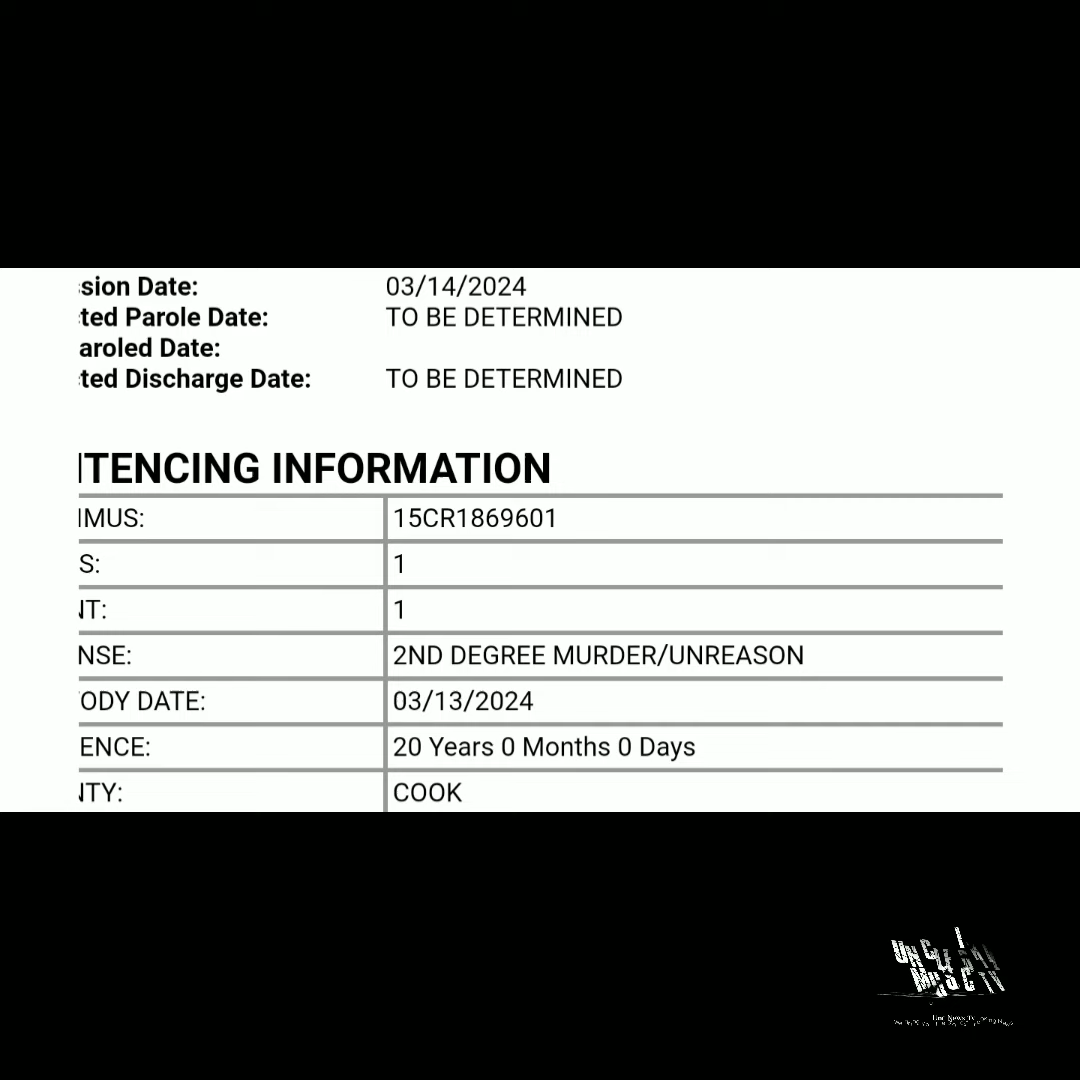 sion Date: 03/14/2024
ted Parole Date: TO BE DETERMINED
aroled Date:
ted Discharge Date: TO BE DETERMINED
TENCING INFORMATION
IMUS: 15CR1869601
S: 1
NT: 1
NSE: 2ND DEGREE MURDER/UNREASON
ODY DATE: 03/13/2024
ENCE: 20 Years 0 Months 0 Days
NTY: COOK